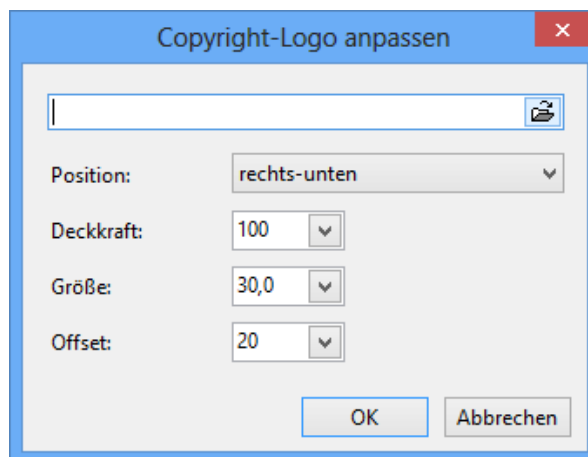 Copyright-Logo anpassen
Position: rechts-unten
Deckkraft: 100
Größe: 30,0
Offset: 20
OK Abbrechen